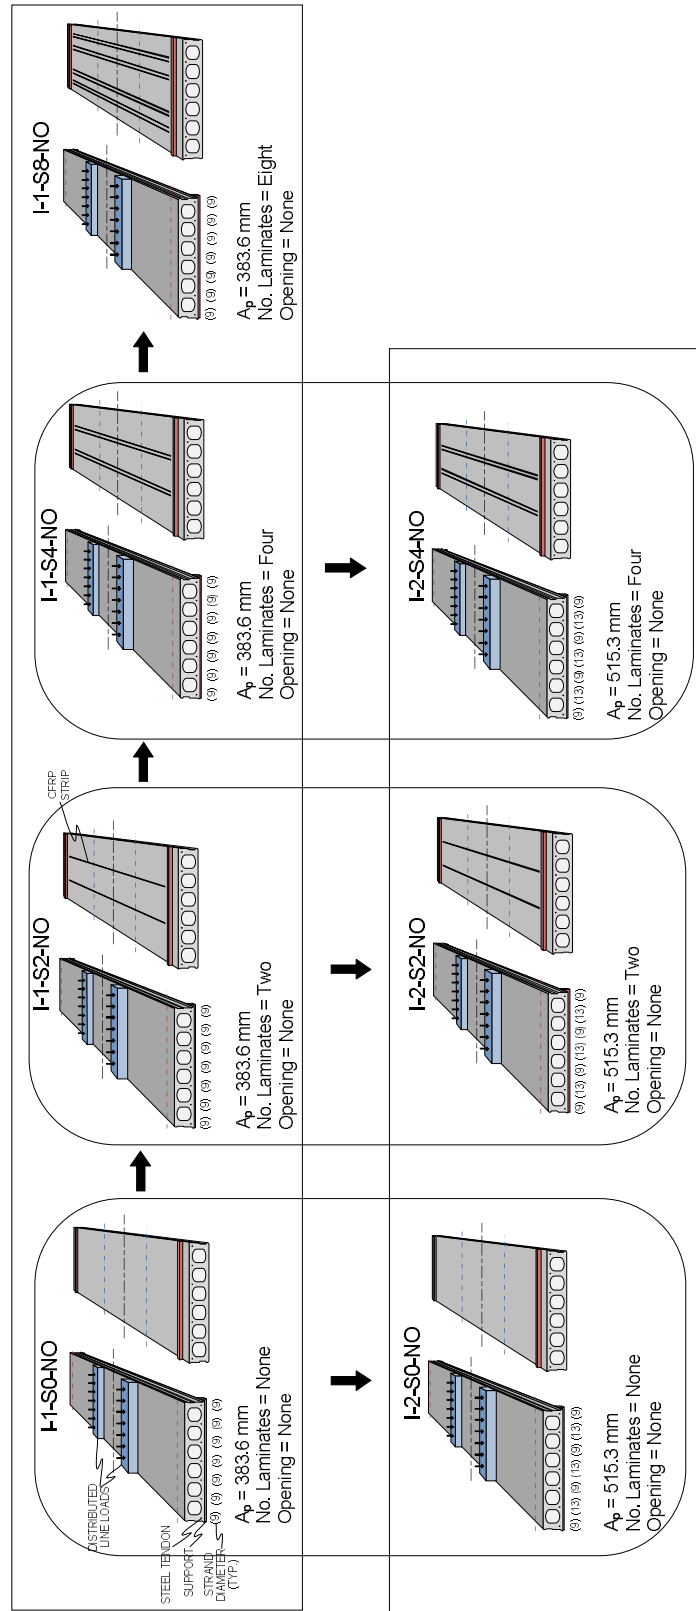 I-1-S8-NO
(9) (9) (9) (9) (9) (9) (9)
Ap = 383.6 mm
No. Laminates = Eight
Opening = None
I-1-S4-NO
(9) (9) (9) (9) (9) (9) (9)
Ap = 383.6 mm
No. Laminates = Four
Opening = None
I-2-S4-NO
(9) (13) (9) (13) (9) (13) (9)
Ap = 515.3 mm
No. Laminates = Four
Opening = None
CFRP
STRIP
I-1-S2-NO
(9) (9) (9) (9) (9) (9) (9)
Ap = 383.6 mm
No. Laminates = Two
Opening = None
I-2-S2-NO
(9) (13) (9) (13) (9) (13) (9)
Ap = 515.3 mm
No. Laminates = Two
Opening = None
I-1-S0-NO
DISTRIBUTED
LINE LOADS
STEEL TENDON
SUPPORT
STRAND
DIAMETER
(TYP.)
(9) (9) (9) (9) (9) (9) (9)
Ap = 383.6 mm
No. Laminates = None
Opening = None
I-2-S0-NO
(9) (13) (9) (13) (9) (13) (9)
Ap = 515.3 mm
No. Laminates = None
Opening = None